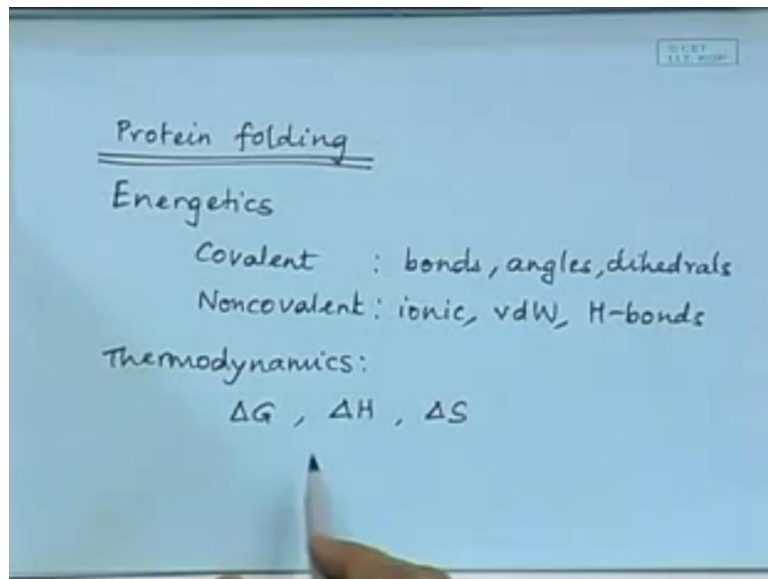 Protein folding
Energetics
Covalent : bonds, angles, dihedrals
Noncovalent : ionic, vdW, H-bonds
Thermodynamics:
ΔG , ΔH , ΔS